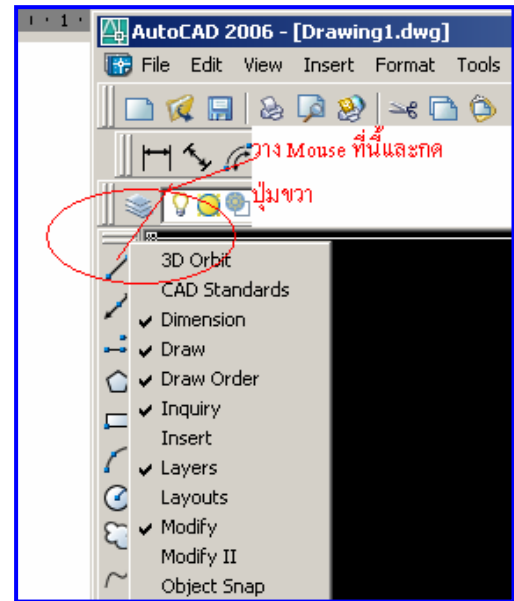 1
AutoCAD 2006 - [Drawing1.dwg]
File Edit View Insert Format Tools
วาง Mouse ที่นี้และกด
ปุ่มขวา
3D Orbit
CAD Standards
Dimension
Draw
Draw Order
Inquiry
Insert
Layers
Layouts
Modify
Modify II
Object Snap